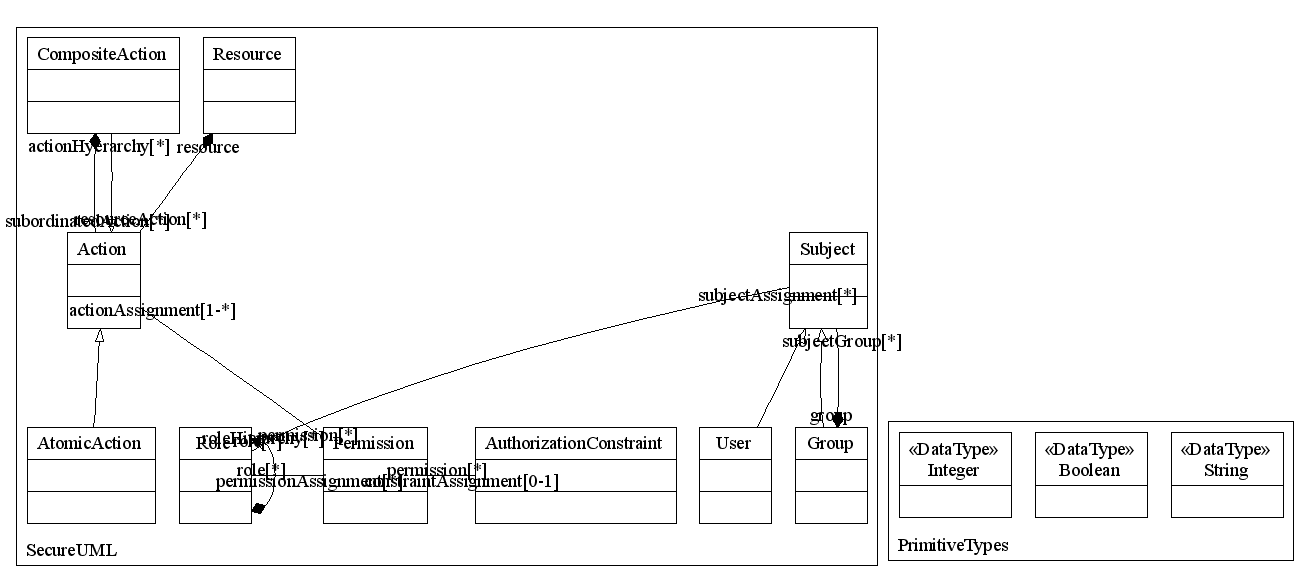 CompositeAction
Resource
actionHyerarchy[*]
resource
subordinatedAction[*]
resourceAction[*]
Action
Subject
actionAssignment[1-*]
subjectAssignment[*]
subjectGroup[*]
group
AtomicAction
Role
roleHierarchy[*]
role[*]
permission[*]
Permission
AuthorizationConstraint
User
Group
role[*]
permission[*]
permissionAssignment[*]
constraintAssignment[0-1]
«DataType»
Integer
«DataType»
Boolean
«DataType»
String
SecureUML
PrimitiveTypes